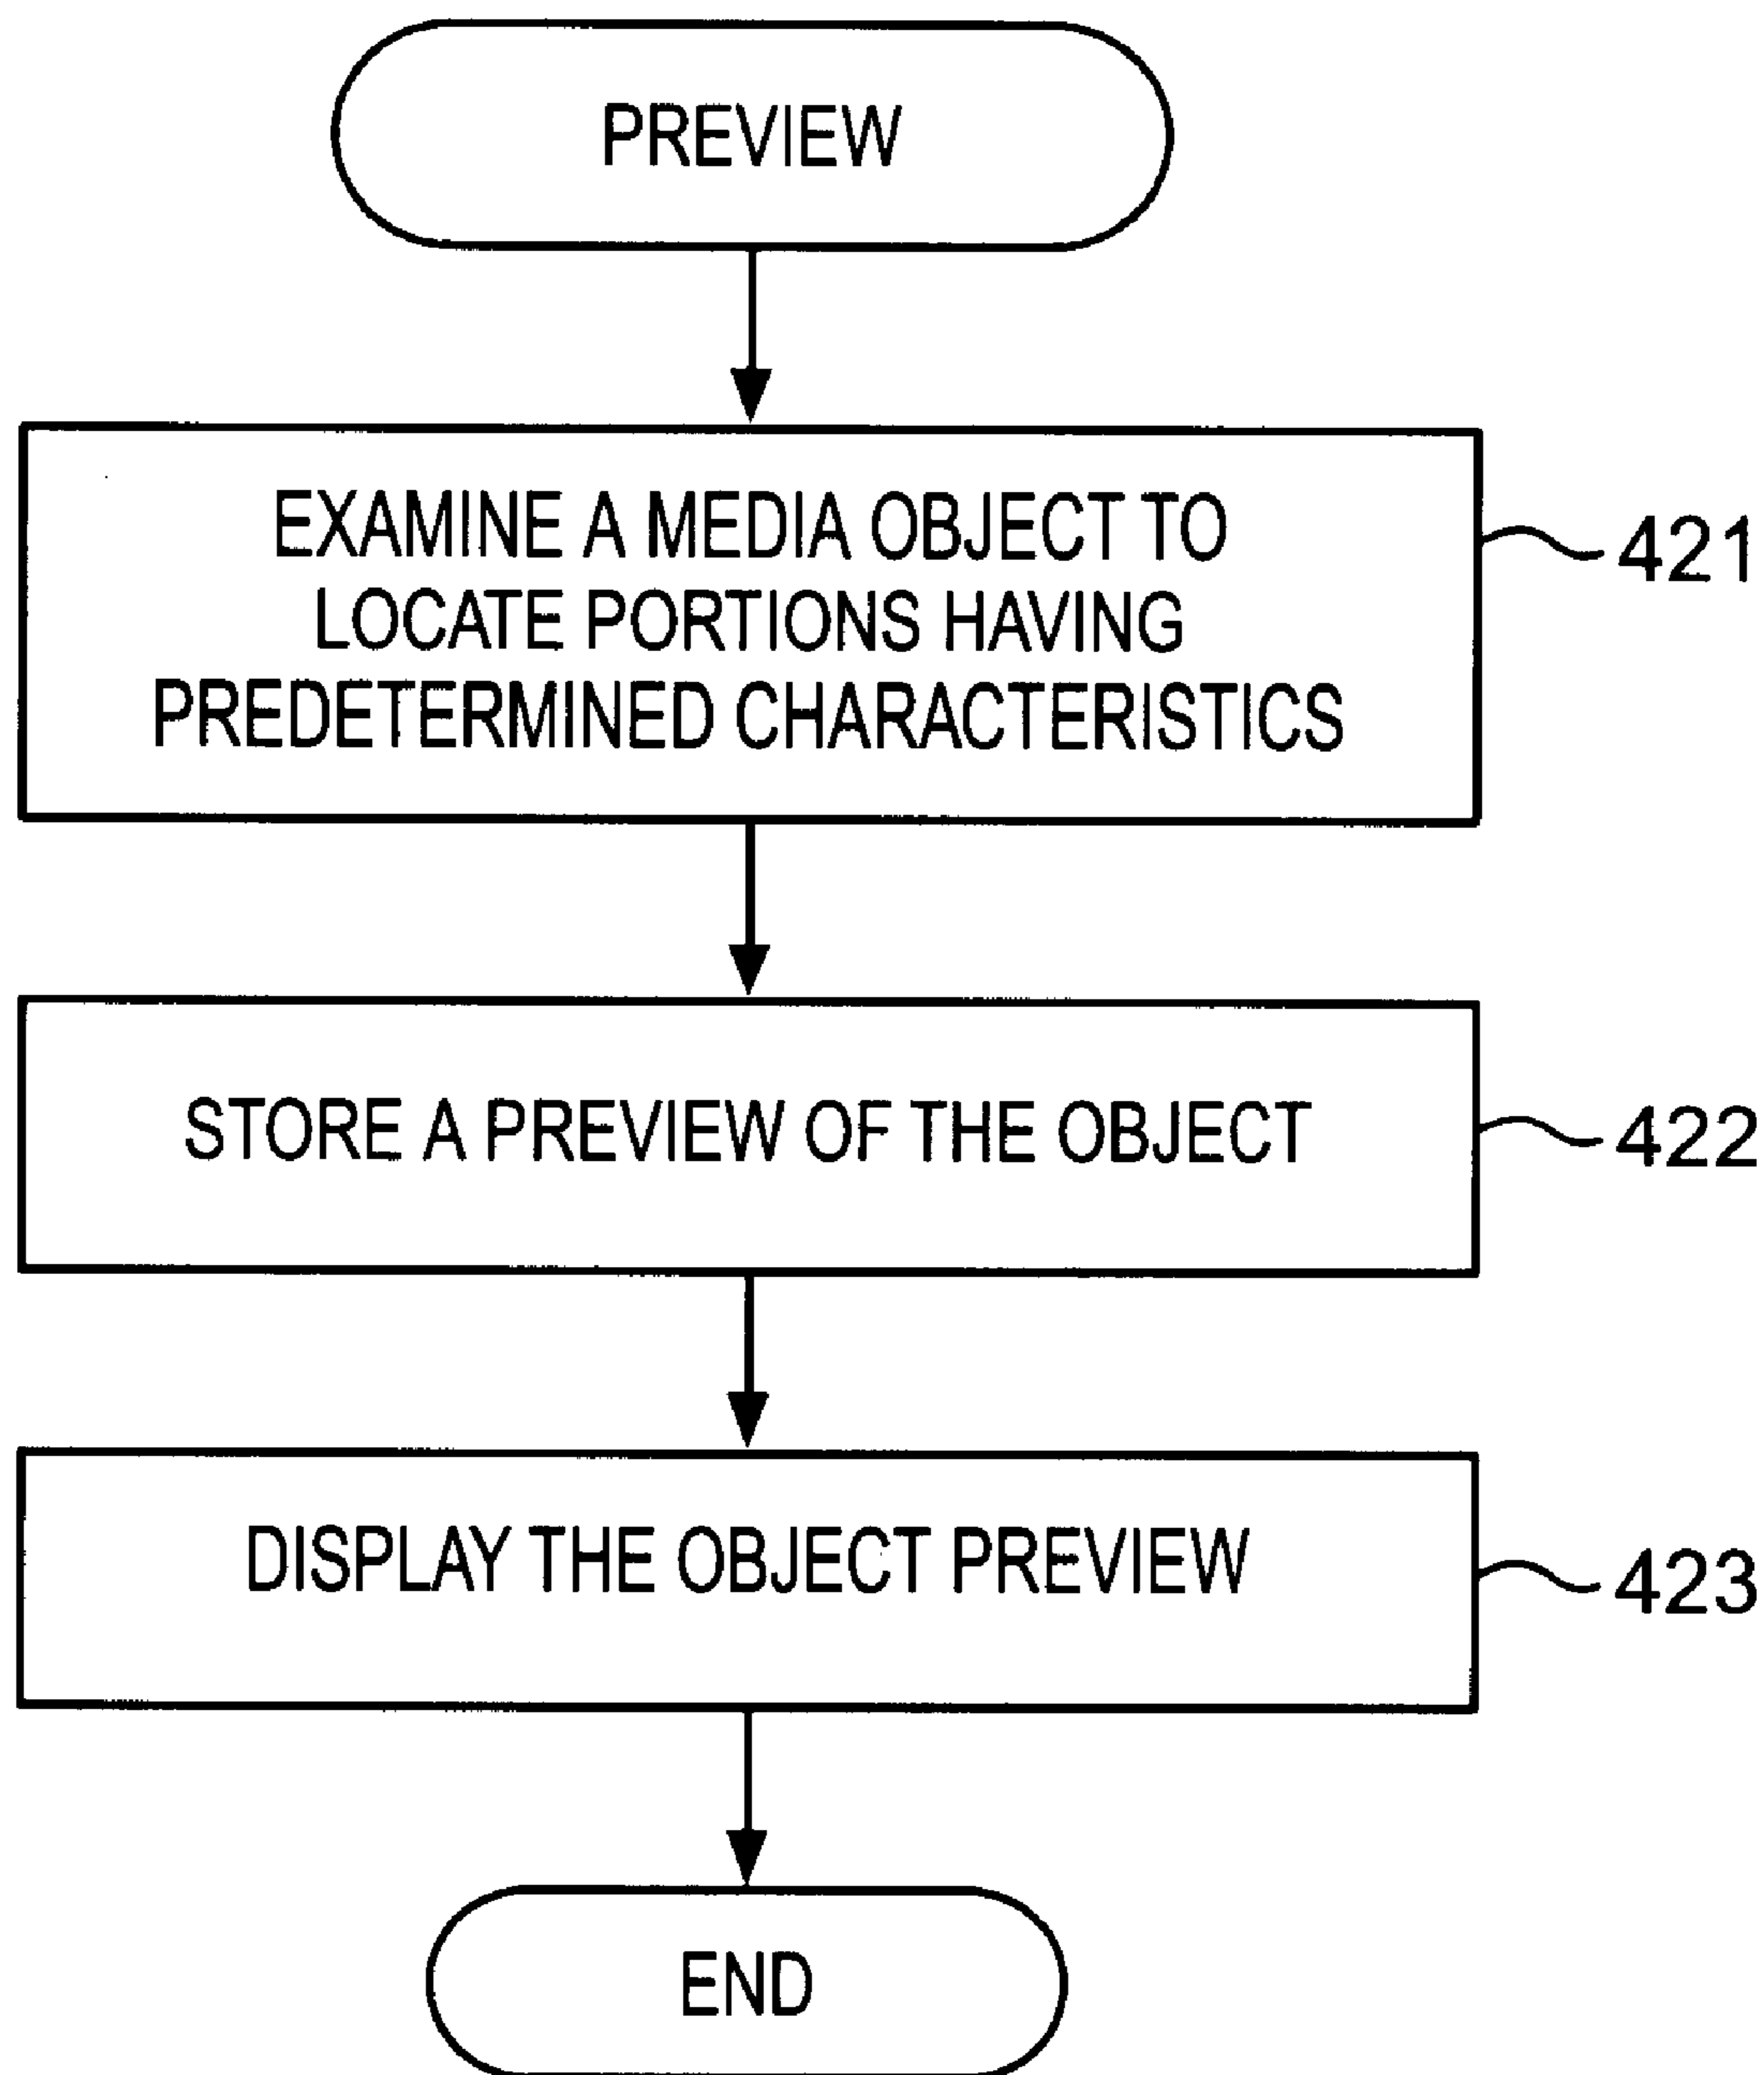 PREVIEW
EXAMINE A MEDIA OBJECT TO
LOCATE PORTIONS HAVING
PREDETERMINED CHARACTERISTICS
421
STORE A PREVIEW OF THE OBJECT
422
DISPLAY THE OBJECT PREVIEW
423
END